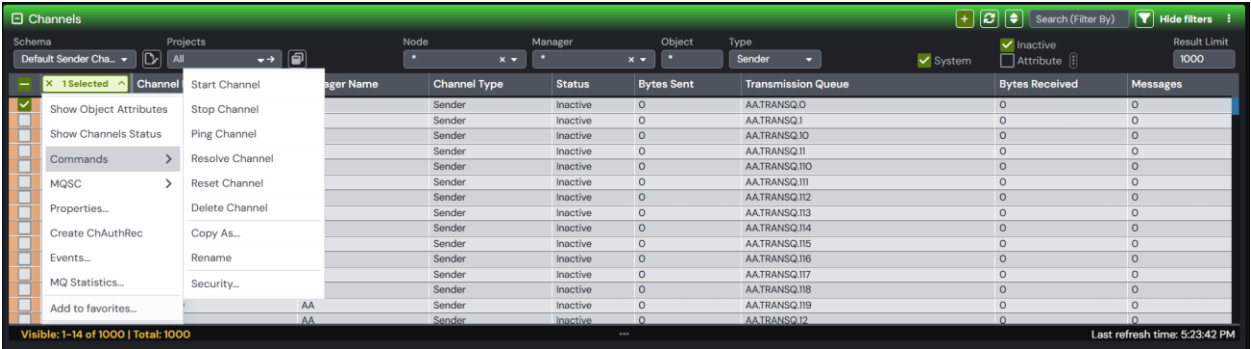 Channels
Search (Filter By)
Hide filters
Schema Projects Node Manager Object Type Inactive Result Limit
Default Sender Cha... All * * * Sender System Attribute 1000
1 Selected Channel ager Name Channel Type Status Bytes Sent Transmission Queue Bytes Received Messages
Show Object Attributes
Show Channels Status
Commands
MQSC
Properties...
Create ChAuthRec
Events...
MQ Statistics...
Add to favorites...
Start Channel
Stop Channel
Ping Channel
Resolve Channel
Reset Channel
Delete Channel
Copy As...
Rename
Security...
Sender Inactive 0 AA.TRANSQ.0 0 0
Sender Inactive 0 AA.TRANSQ.1 0 0
Sender Inactive 0 AA.TRANSQ.10 0 0
Sender Inactive 0 AA.TRANSQ.11 0 0
Sender Inactive 0 AA.TRANSQ.110 0 0
Sender Inactive 0 AA.TRANSQ.111 0 0
Sender Inactive 0 AA.TRANSQ.112 0 0
Sender Inactive 0 AA.TRANSQ.113 0 0
Sender Inactive 0 AA.TRANSQ.114 0 0
Sender Inactive 0 AA.TRANSQ.115 0 0
Sender Inactive 0 AA.TRANSQ.116 0 0
Sender Inactive 0 AA.TRANSQ.117 0 0
Sender Inactive 0 AA.TRANSQ.118 0 0
AA Sender Inactive 0 AA.TRANSQ.119 0 0
AA Sender Inactive 0 AA.TRANSQ.12 0 0
Visible: 1-14 of 1000 | Total: 1000
Last refresh time: 5:23:42 PM